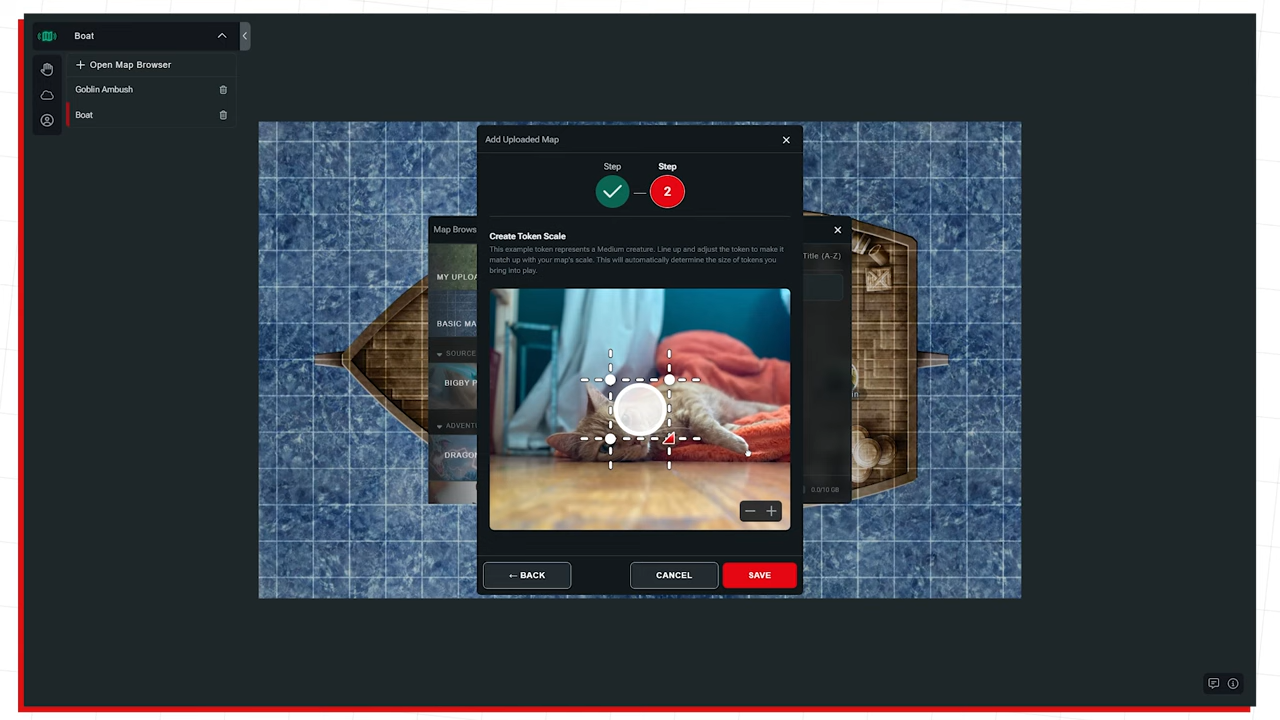 Boat
Open Map Browser
Goblin Ambush
Boat
Add Uploaded Map
Step
Step
2
Map Brows
Title (A-Z)
Create Token Scale
This example token represents a Medium creature. Line up and adjust the token to make it
match up with your map's scale. This will automatically determine the size of tokens you
bring into play.
MY UPLOA
BASIC MA
SOURCE
BIGBY P
ADVENTU
DRAGON
0.0/10 GB
← BACK
CANCEL
SAVE